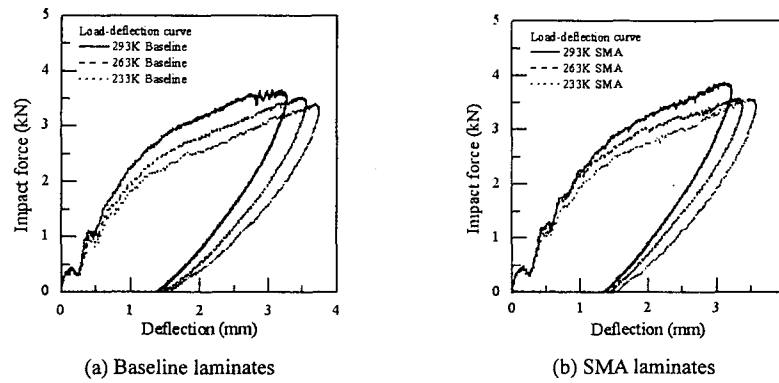 (a)
Load-deflection curve
293K Baseline
263K Baseline
233K Baseline
5
4
3
2
1
0
Impact force (kN)
0 1 2 3 4
Deflection (mm)
(a) Baseline laminates
(b)
Load-deflection curve
293K SMA
263K SMA
233K SMA
5
4
3
2
1
0
Impact force (kN)
0 1 2 3 4
Deflection (mm)
(b) SMA laminates